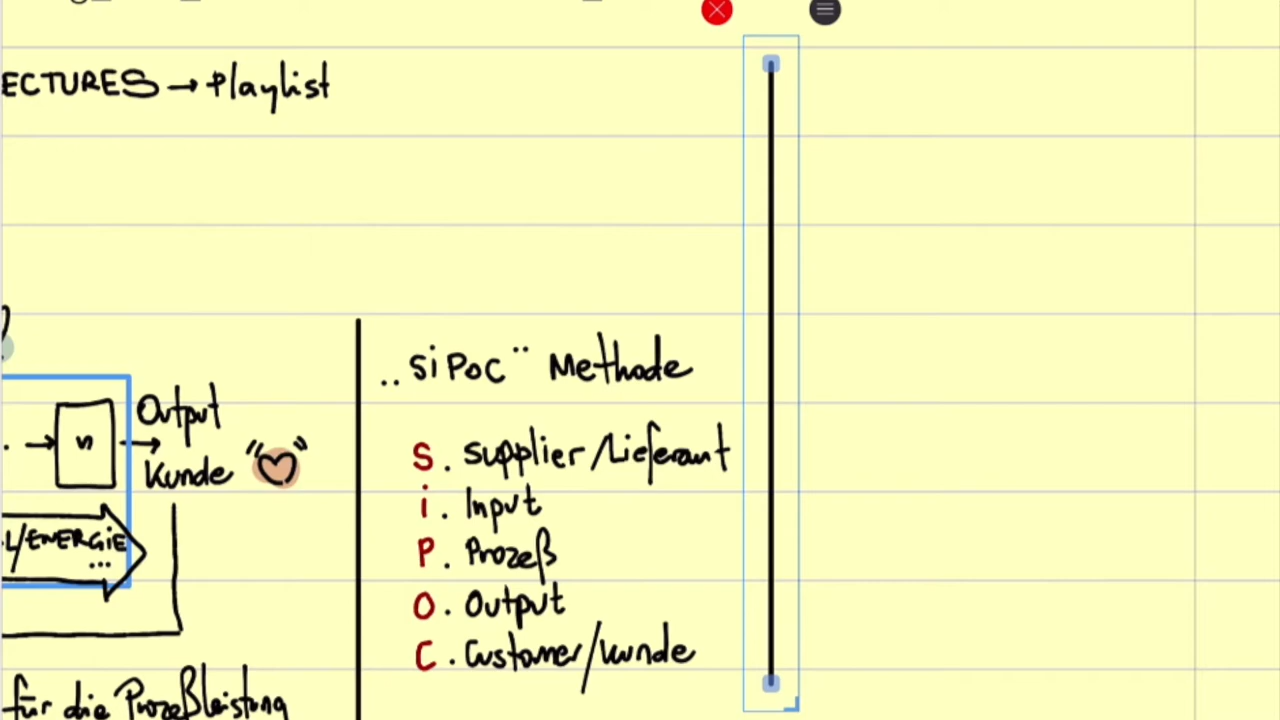 ECTURES → Playlist
„SiPOC" Methode
S. Supplier/Lieferant
i. Input
P. Prozeß
O. Output
C. Customer/Kunde
n
Output
Kunde
L/ENERGiE
...
für die Prozeßleistung